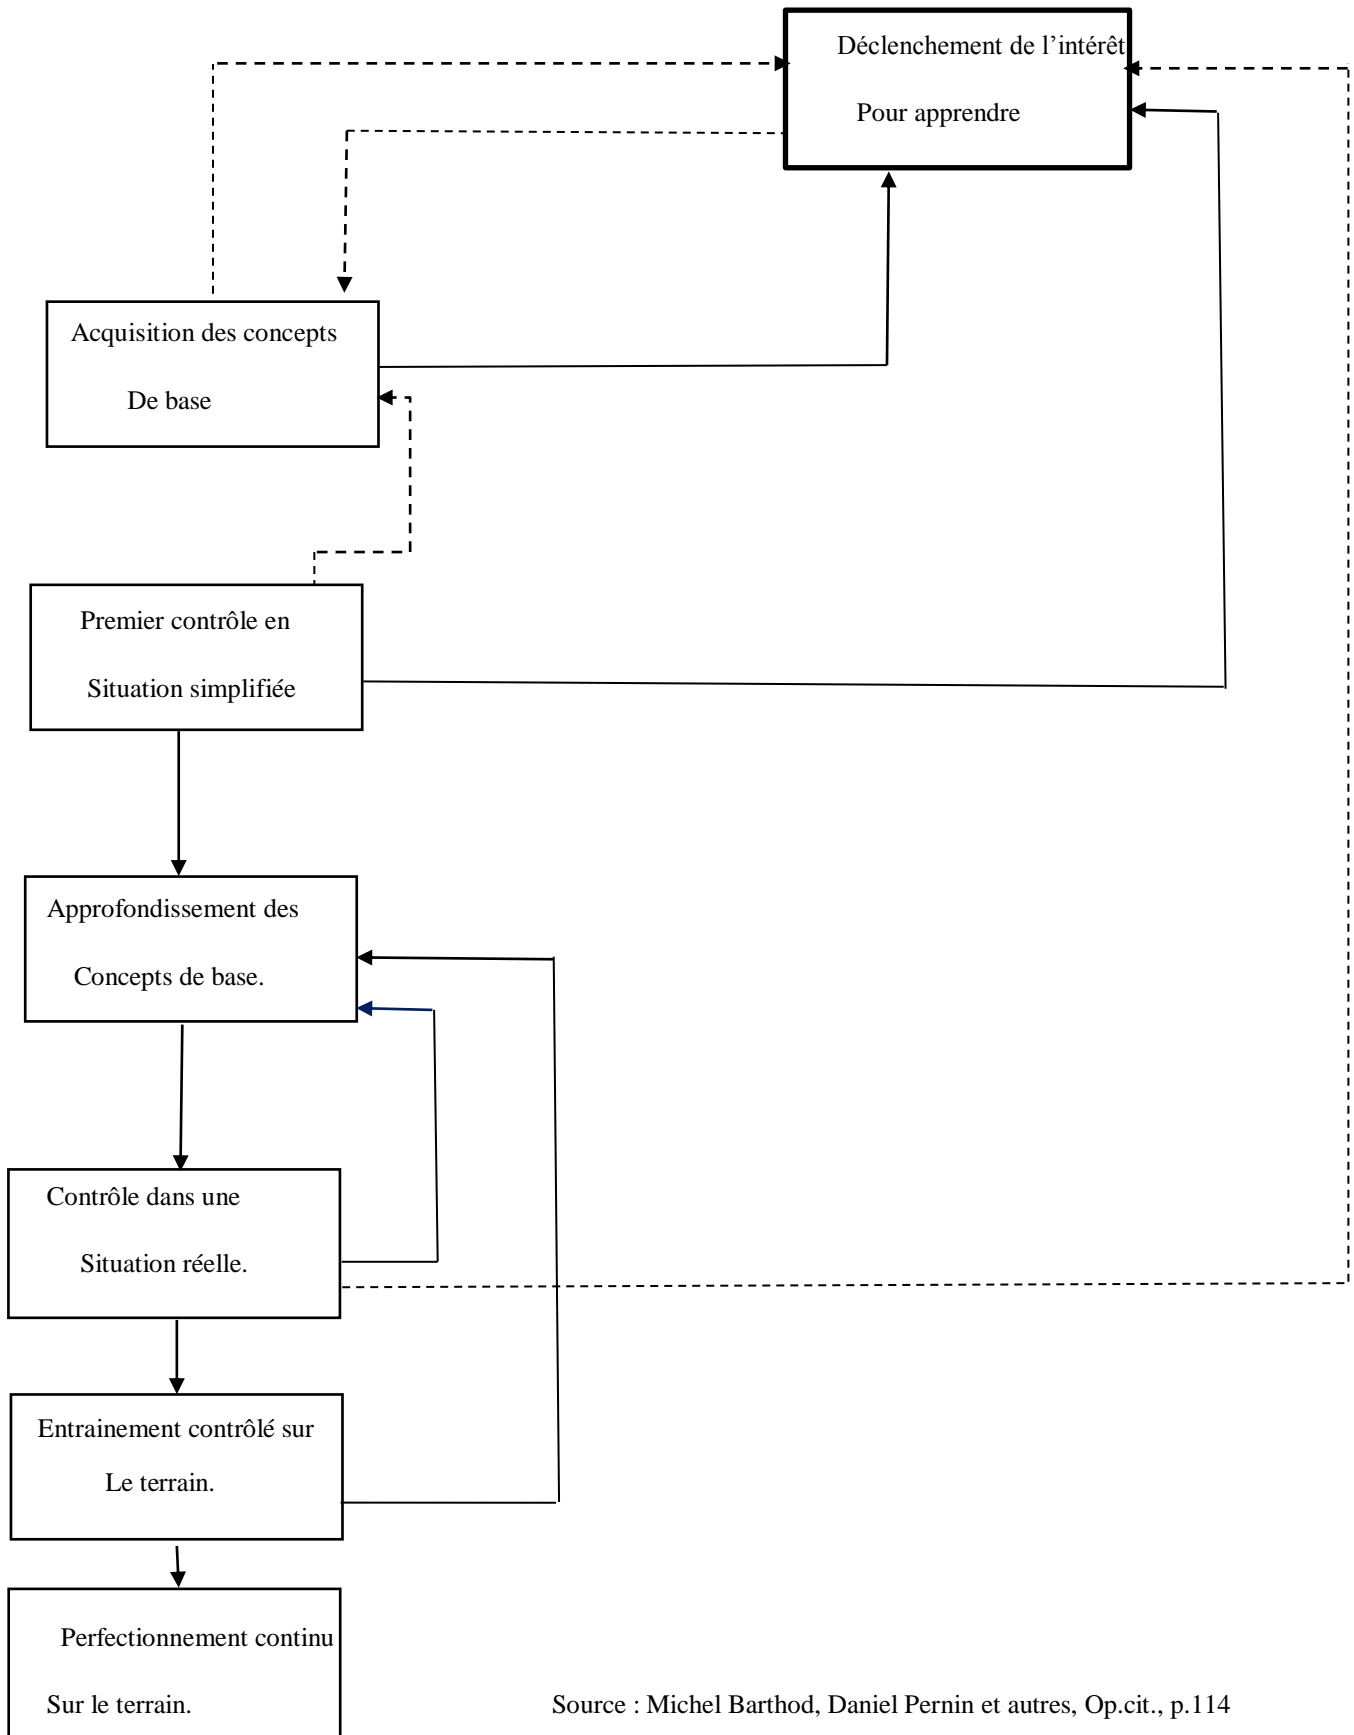 Déclenchement de l’intérêt
Pour apprendre
Acquisition des concepts
De base
Premier contrôle en
Situation simplifiée
Approfondissement des
Concepts de base.
Contrôle dans une
Situation réelle.
Entrainement contrôlé sur
Le terrain.
Perfectionnement continu
Sur le terrain.
Source : Michel Barthod, Daniel Pernin et autres, Op.cit., p.114